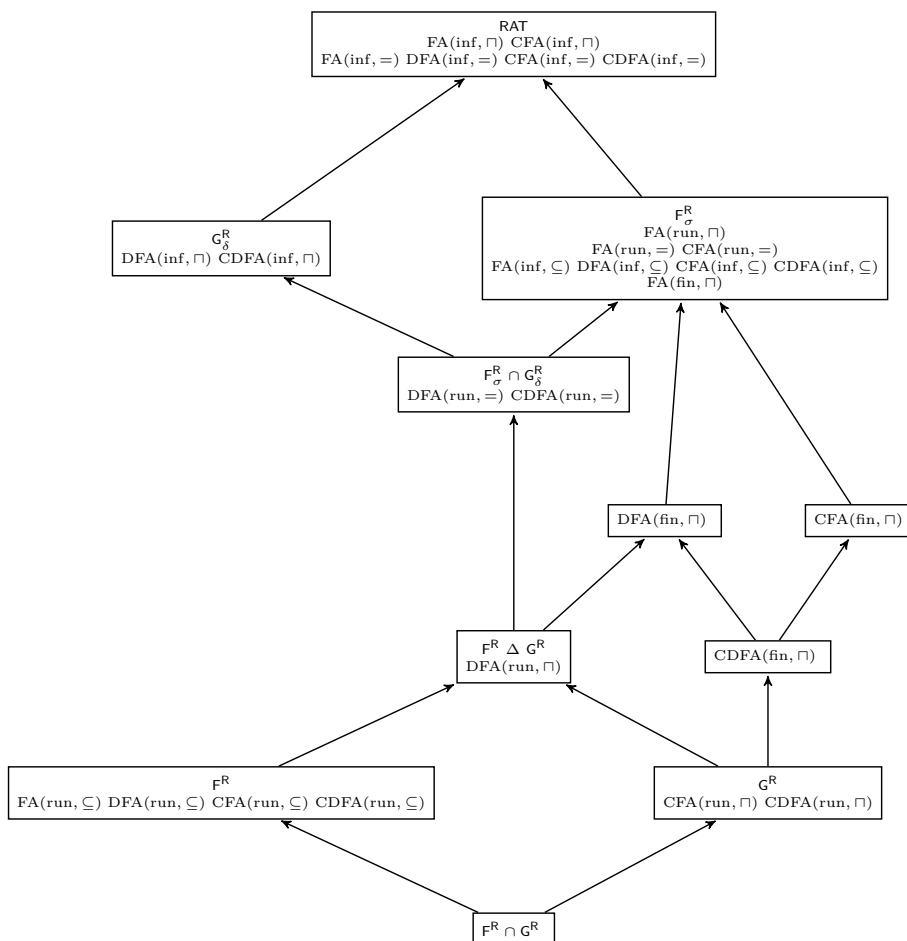 RAT
FA(inf, ⊓) CFA(inf, ⊓)
FA(inf, =) DFA(inf, =) CFA(inf, =) CDFA(inf, =)
F^R_σ
FA(run, ⊓)
FA(run, =) CFA(run, =)
FA(inf, ⊆) DFA(inf, ⊆) CFA(inf, ⊆) CDFA(inf, ⊆)
FA(fin, ⊓)
G^R_δ
DFA(inf, ⊓) CDFA(inf, ⊓)
F^R_σ ∩ G^R_δ
DFA(run, =) CDFA(run, =)
DFA(fin, ⊓)
CFA(fin, ⊓)
F^R Δ G^R
DFA(run, ⊓)
CDFA(fin, ⊓)
F^R
FA(run, ⊆) DFA(run, ⊆) CFA(run, ⊆) CDFA(run, ⊆)
G^R
CFA(run, ⊓) CDFA(run, ⊓)
F^R ∩ G^R